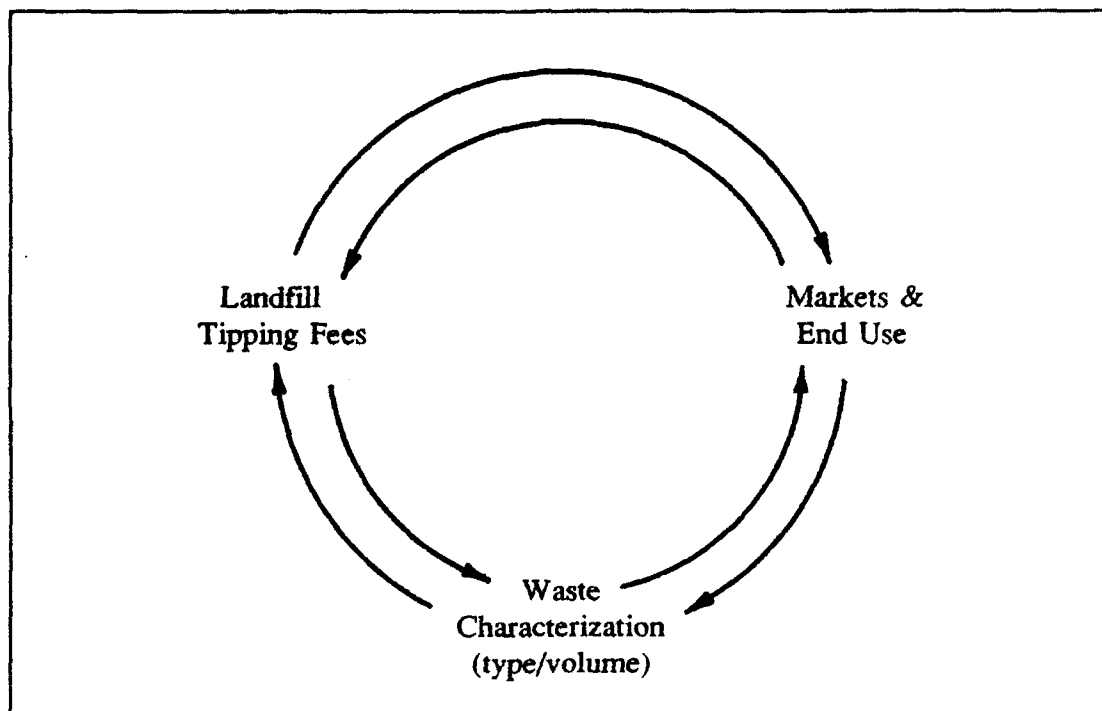 Landfill
Tipping Fees
Markets &
End Use
Waste
Characterization
(type/volume)